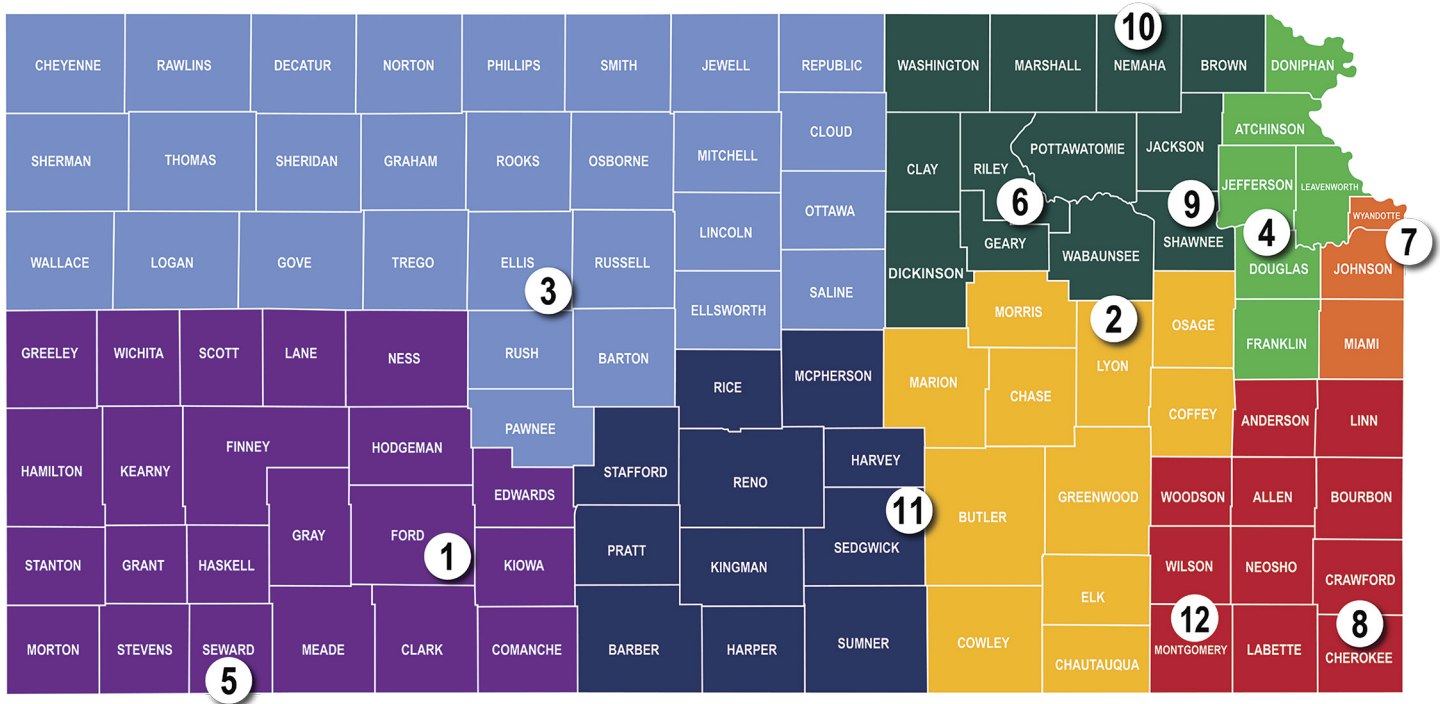 10
CHEYENNE
RAWLINS
DECATUR
NORTON
PHILLIPS
SMITH
JEWELL
REPUBLIC
WASHINGTON
MARSHALL
NEMAHA
BROWN
DONIPHAN
CLOUD
ATCHINSON
SHERMAN
THOMAS
SHERIDAN
GRAHAM
ROOKS
OSBORNE
MITCHELL
CLAY
RILEY
POTTAWATOMIE
JACKSON
JEFFERSON
LEAVENWORTH
6
9
OTTAWA
WYANDOTTE
LINCOLN
4
7
GEARY
SHAWNEE
WALLACE
LOGAN
GOVE
TREGO
ELLIS
RUSSELL
WABAUNSEE
DICKINSON
DOUGLAS
JOHNSON
3
SALINE
ELLSWORTH
MORRIS
2
OSAGE
GREELEY
WICHITA
SCOTT
LANE
NESS
RUSH
BARTON
FRANKLIN
MIAMI
LYON
RICE
MCPHERSON
MARION
CHASE
COFFEY
ANDERSON
LINN
PAWNEE
HAMILTON
KEARNY
FINNEY
HODGEMAN
STAFFORD
HARVEY
RENO
EDWARDS
GREENWOOD
WOODSON
ALLEN
BOURBON
11
BUTLER
GRAY
FORD
1
SEDGWICK
PRATT
STANTON
GRANT
HASKELL
KIOWA
KINGMAN
WILSON
NEOSHO
CRAWFORD
ELK
12
8
MORTON
STEVENS
SEWARD
MEADE
CLARK
COMANCHE
BARBER
HARPER
SUMNER
COWLEY
CHAUTAUQUA
MONTGOMERY
LABETTE
CHEROKEE
5